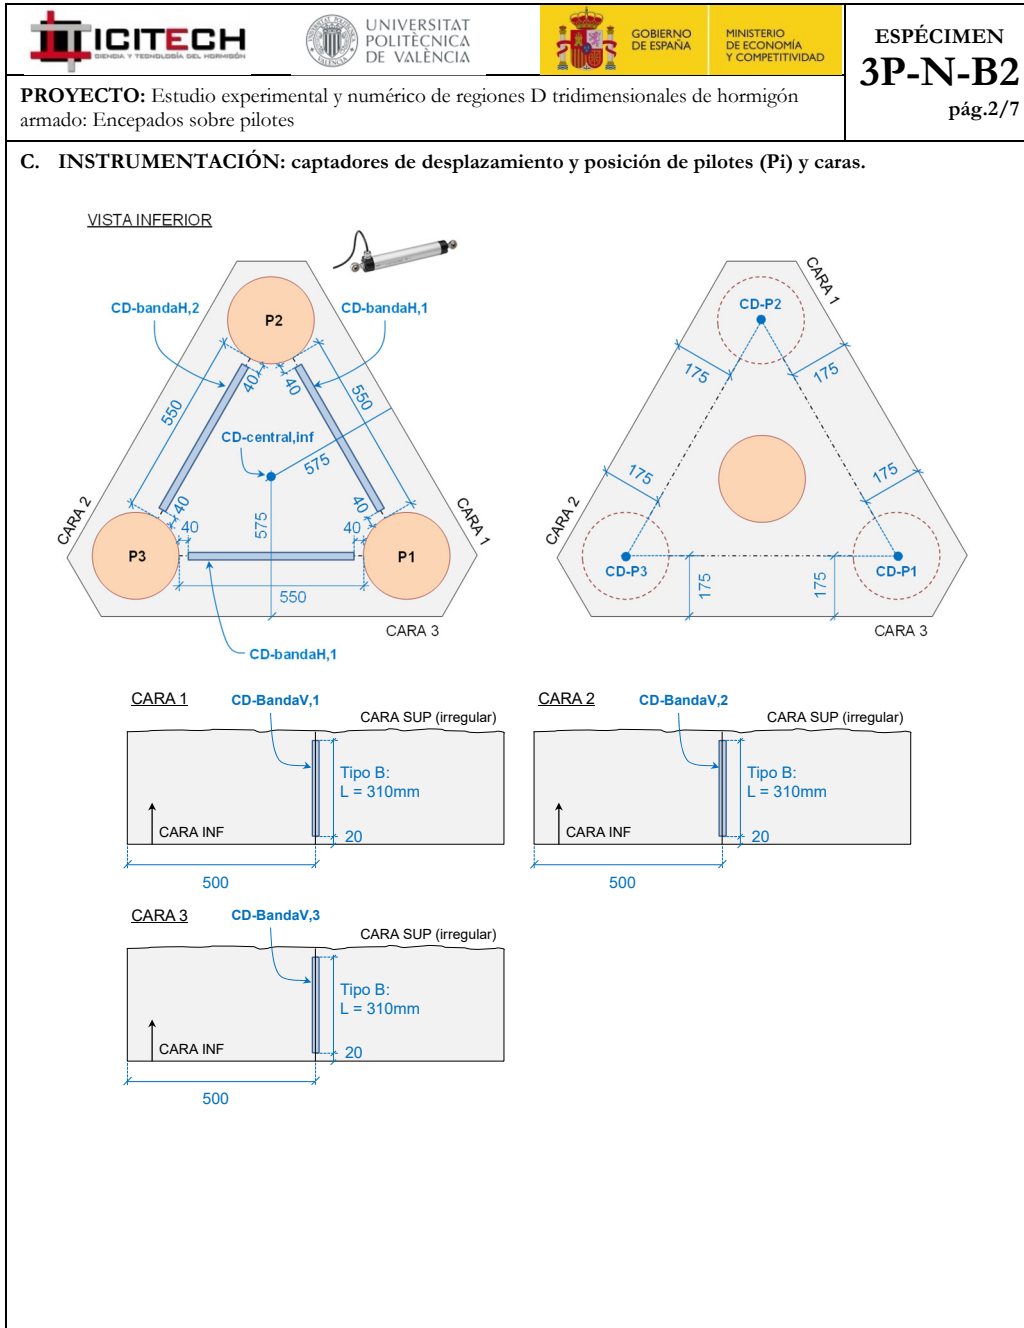 ICITECH
CIENCIA Y TECNOLOGÍA DEL HORMIGÓN
UNIVERSITAT
POLITÈCNICA
DE VALÈNCIA
GOBIERNO
DE ESPAÑA
MINISTERIO
DE ECONOMÍA
Y COMPETITIVIDAD
ESPÉCIMEN
3P-N-B2
pág.2/7
PROYECTO: Estudio experimental y numérico de regiones D tridimensionales de hormigón
armado: Encepados sobre pilotes
C. INSTRUMENTACIÓN: captadores de desplazamiento y posición de pilotes (Pi) y caras.
VISTA INFERIOR
CD-bandaH,2
P2
CD-bandaH,1
40
40
550
550
CD-central,inf
575
575
CARA 2
40
40
40
40
CARA 1
P3
P1
550
CARA 3
CD-bandaH,1
CARA 1
CD-P2
175
175
175
175
CARA 2
CD-P3
CD-P1
175
175
CARA 3
CARA 1
CD-BandaV,1
CARA SUP (irregular)
Tipo B:
L = 310mm
CARA INF
20
500
CARA 2
CD-BandaV,2
CARA SUP (irregular)
Tipo B:
L = 310mm
CARA INF
20
500
CARA 3
CD-BandaV,3
CARA SUP (irregular)
Tipo B:
L = 310mm
CARA INF
20
500